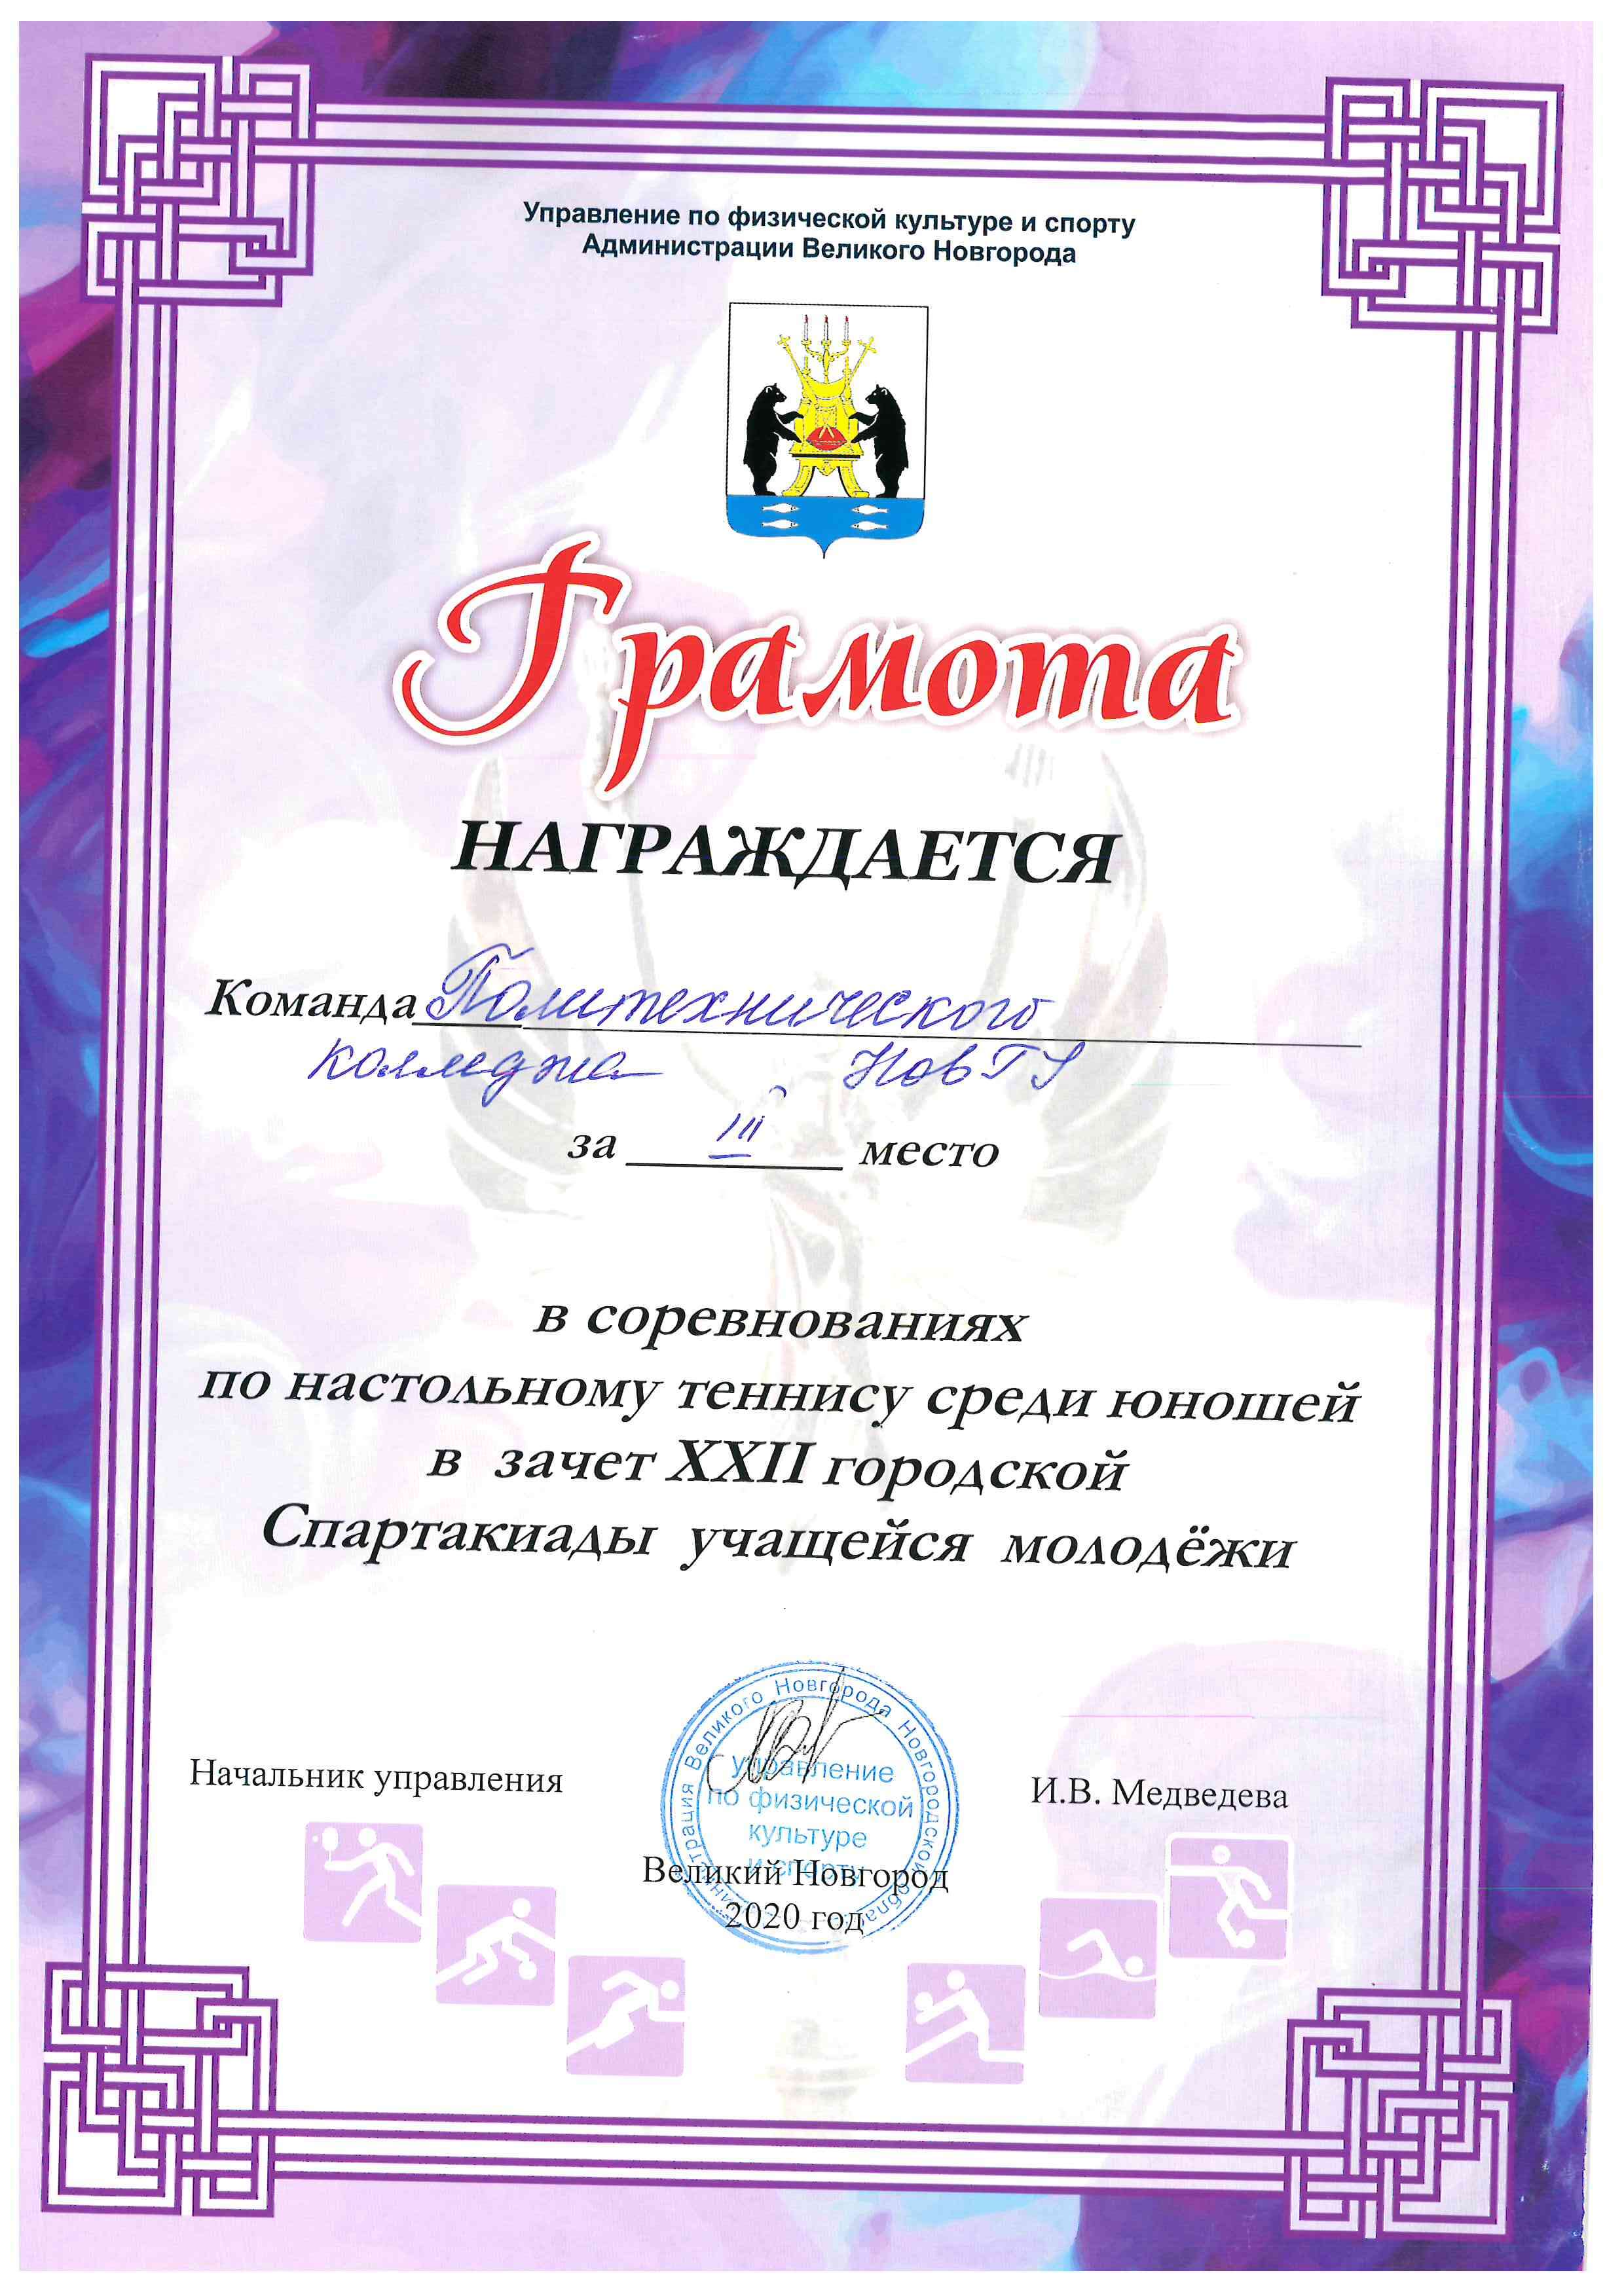 Управление по физической культуре и спорту
Администрации Великого Новгорода
Грамота
НАГРАЖДАЕТСЯ
Команда Политехнического
колледжа НовГУ
за III место
в соревнованиях
по настольному теннису среди юношей
в зачет XXII городской
Спартакиады учащейся молодёжи
Великого Новгорода Новгородской
управление
по физической
культуре
и спорту
Начальник управления
И.В. Медведева
Великий Новгород
2020 год